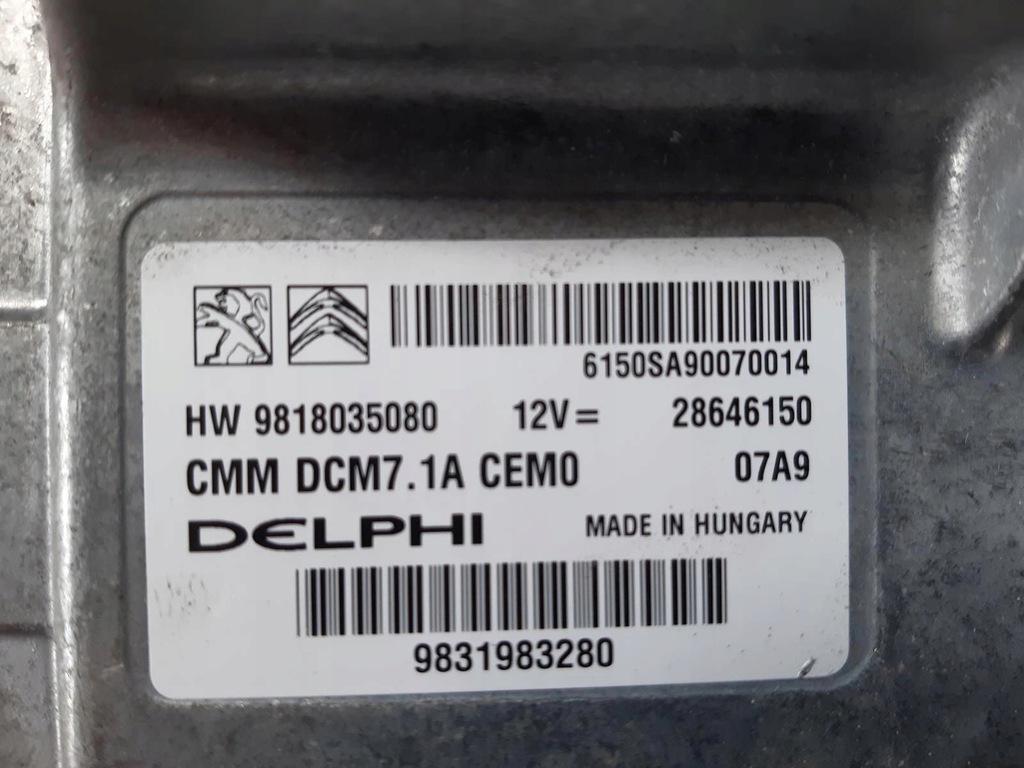 6150SA90070014
HW 9818035080 12V= 28646150
CMM DCM7.1A CEM0 07A9
DELPHI MADE IN HUNGARY
9831983280